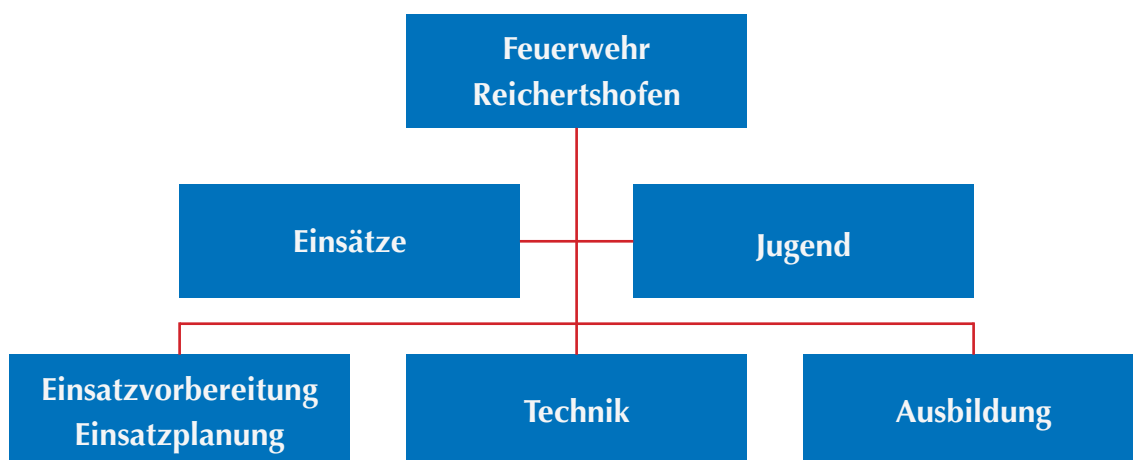 Feuerwehr
Reichertshofen
Einsätze
Jugend
Einsatzvorbereitung
Einsatzplanung
Technik
Ausbildung